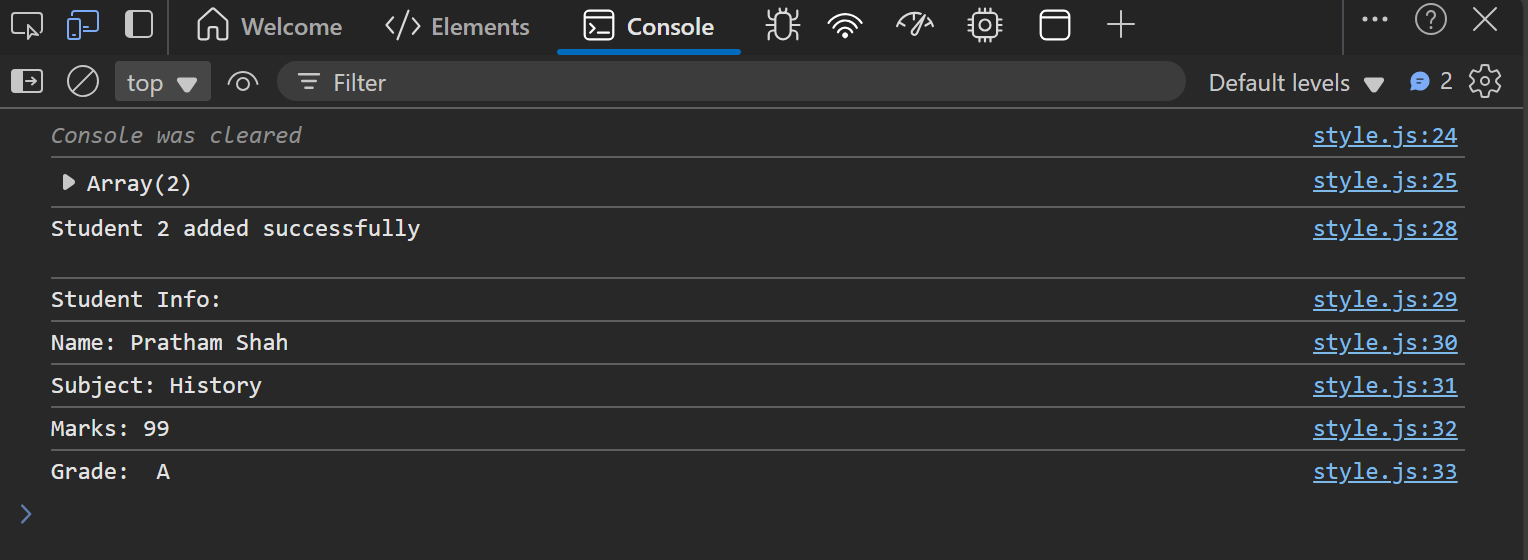 Welcome Elements Console
top Filter Default levels 2
Console was cleared style.js:24
Array(2) style.js:25
Student 2 added successfully style.js:28
Student Info: style.js:29
Name: Pratham Shah style.js:30
Subject: History style.js:31
Marks: 99 style.js:32
Grade:  A style.js:33